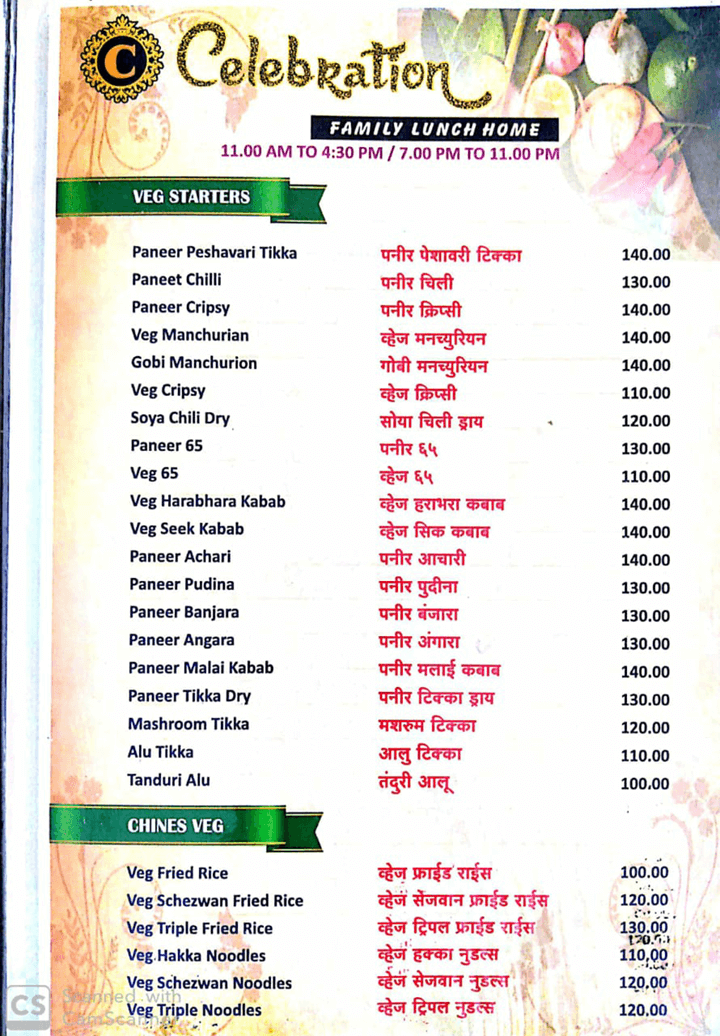 C Celebration
FAMILY LUNCH HOME
11.00 AM TO 4:30 PM / 7.00 PM TO 11.00 PM
VEG STARTERS
Paneer Peshavari Tikka पनीर पेशावरी टिक्का 140.00
Paneet Chilli पनीर चिली 130.00
Paneer Cripsy पनीर क्रिप्सी 140.00
Veg Manchurian व्हेज मनच्युरियन 140.00
Gobi Manchurion गोबी मनच्युरियन 140.00
Veg Cripsy व्हेज क्रिप्सी 110.00
Soya Chili Dry सोया चिली ड्राय 120.00
Paneer 65 पनीर ६५ 130.00
Veg 65 व्हेज ६५ 110.00
Veg Harabhara Kabab व्हेज हराभरा कबाब 140.00
Veg Seek Kabab व्हेज सिक कबाब 140.00
Paneer Achari पनीर आचारी 140.00
Paneer Pudina पनीर पुदीना 130.00
Paneer Banjara पनीर बंजारा 130.00
Paneer Angara पनीर अंगारा 130.00
Paneer Malai Kabab पनीर मलाई कबाब 140.00
Paneer Tikka Dry पनीर टिक्का ड्राय 130.00
Mashroom Tikka मशरुम टिक्का 120.00
Alu Tikka आलु टिक्का 110.00
Tanduri Alu तंदुरी आलू 100.00
CHINES VEG
Veg Fried Rice व्हेज फ्राईड राईस 100.00
Veg Schezwan Fried Rice व्हेज सेंजवान फ्राईड राईस 120.00
Veg Triple Fried Rice व्हेज ट्रिपल फ्राईड राईस 130.00
Veg Hakka Noodles व्हेज हक्का नुडल्स 110.00
Veg Schezwan Noodles व्हेज सेजवान नुडल्स 120.00
Veg Triple Noodles व्हेज ट्रिपल नुडल्स 120.00
CS Scanned with
CamScanner